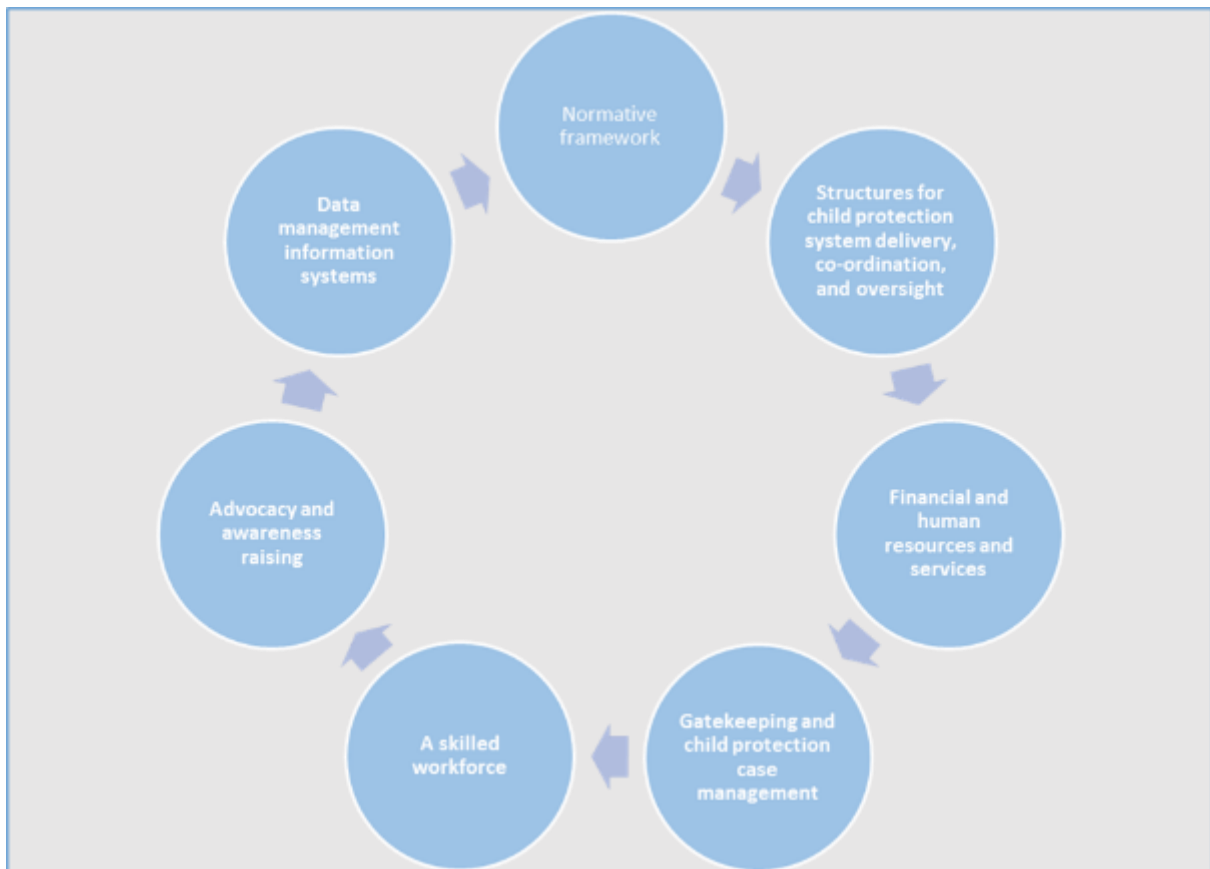 Normative
framework
Structures for
child protection
system delivery,
co-ordination,
and oversight
Financial and
human
resources and
services
Gatekeeping and
child protection
case
management
A skilled
workforce
Advocacy and
awareness
raising
Data
management
information
systems